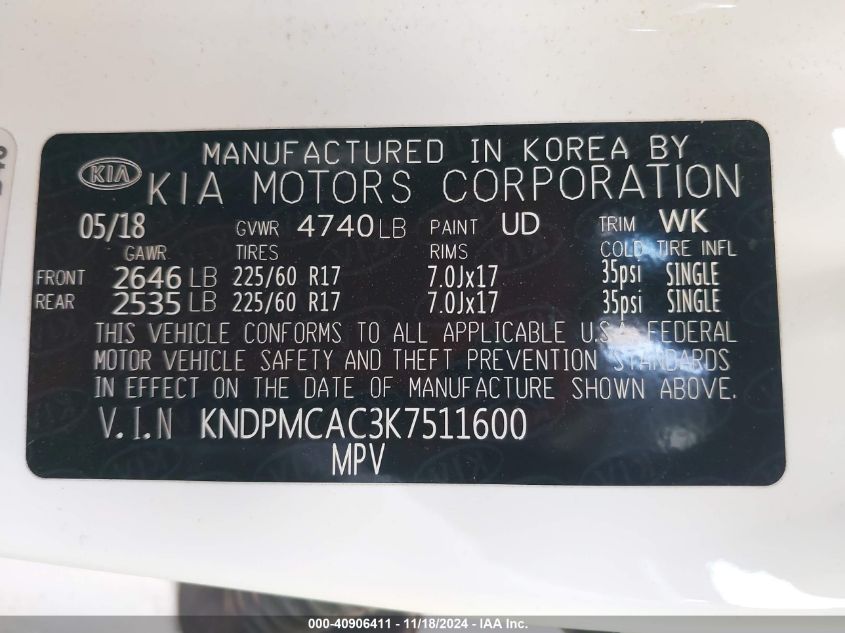 MANUFACTURED IN KOREA BY
KIA KIA MOTORS CORPORATION
05/18 GVWR 4740LB PAINT UD TRIM WK
GAWR TIRES RIMS COLD TIRE INFL
FRONT 2646 LB 225/60 R17 7.0Jx17 35psi SINGLE
REAR 2535 LB 225/60 R17 7.0Jx17 35psi SINGLE
THIS VEHICLE CONFORMS TO ALL APPLICABLE U.S.A. FEDERAL
MOTOR VEHICLE SAFETY AND THEFT PREVENTION STANDARDS
IN EFFECT ON THE DATE OF MANUFACTURE SHOWN ABOVE.
V.I.N KNDPMCAC3K7511600
MPV
000-40906411 - 11/18/2024 - IAA Inc.